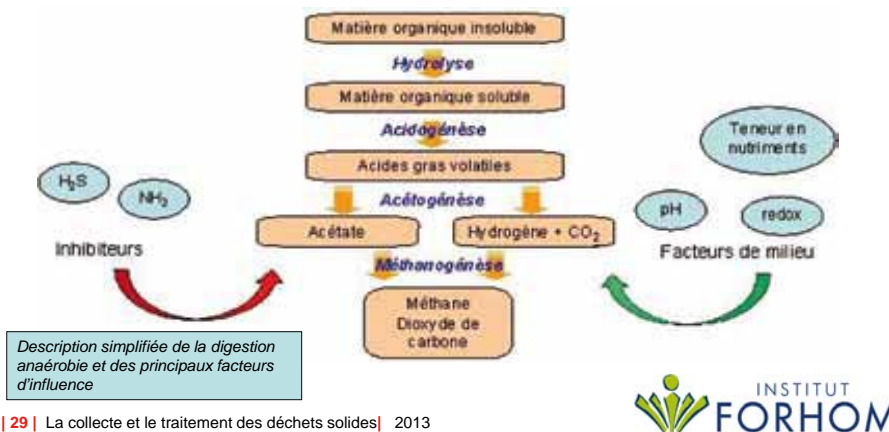 Matière organique insoluble
Hydrolyse
Matière organique soluble
Acidogénèse
Acides gras volatiles
Acétogénèse
Acétate
Hydrogène + CO2
Méthanogénèse
Méthane
Dioxyde de
carbone
H2S
NH3
Inhibiteurs
Teneur en
nutriments
pH
redox
Facteurs de milieu
Description simplifiée de la digestion
anaérobie et des principaux facteurs
d'influence
| 29 | La collecte et le traitement des déchets solides| 2013
INSTITUT
FORHOM